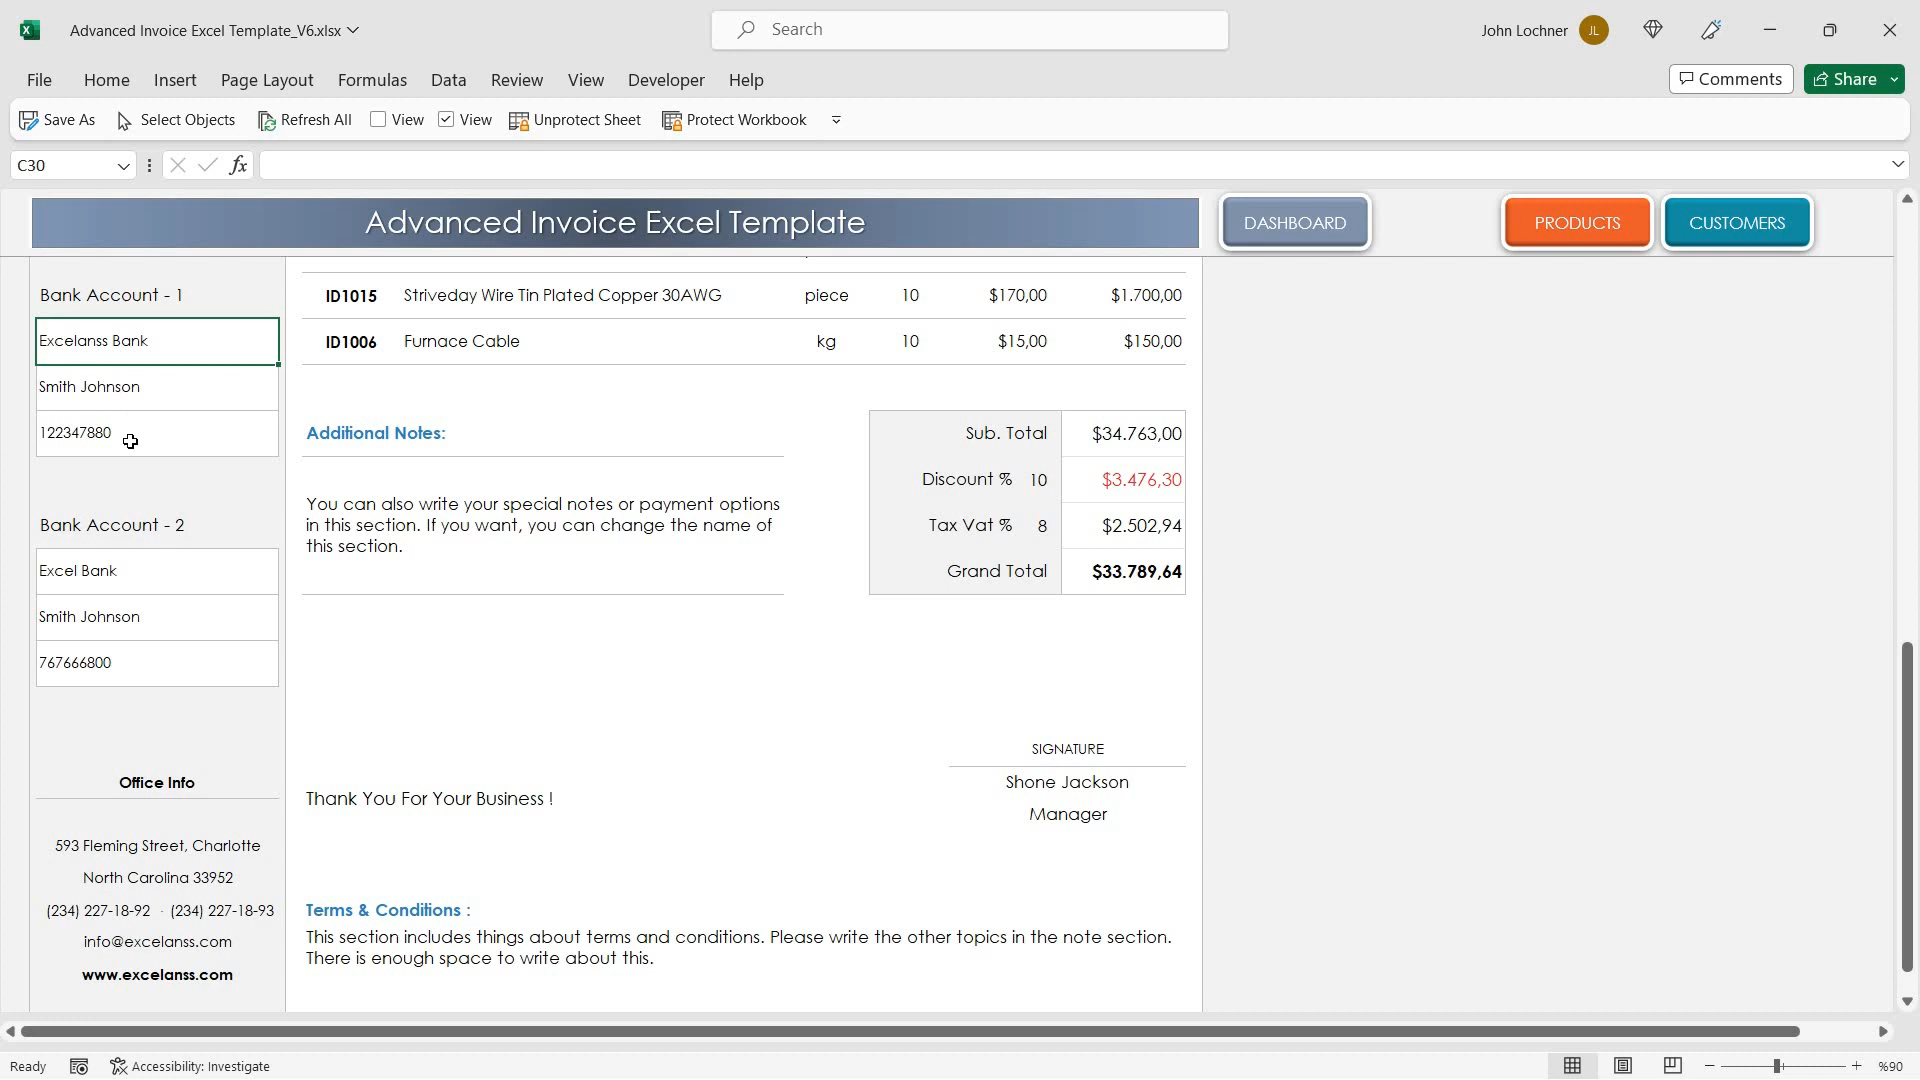 Advanced Invoice Excel Template_V6.xlsx
Search
John Lochner
JL
File Home Insert Page Layout Formulas Data Review View Developer Help
Comments
Share
Save As Select Objects Refresh All View View Unprotect Sheet Protect Workbook
C30
fx
Advanced Invoice Excel Template
DASHBOARD
PRODUCTS
CUSTOMERS
Bank Account - 1
Excelanss Bank
Smith Johnson
122347880
Bank Account - 2
Excel Bank
Smith Johnson
767666800
Office Info
593 Fleming Street, Charlotte
North Carolina 33952
(234) 227-18-92 - (234) 227-18-93
info@excelanss.com
www.excelanss.com
ID1015 Striveday Wire Tin Plated Copper 30AWG piece 10 $170,00 $1.700,00
ID1006 Furnace Cable kg 10 $15,00 $150,00
Additional Notes:
You can also write your special notes or payment options
in this section. If you want, you can change the name of
this section.
Sub. Total $34.763,00
Discount % 10 $3.476,30
Tax Vat % 8 $2.502,94
Grand Total $33.789,64
SIGNATURE
Shone Jackson
Manager
Thank You For Your Business !
Terms & Conditions :
This section includes things about terms and conditions. Please write the other topics in the note section.
There is enough space to write about this.
Ready
Accessibility: Investigate
%90